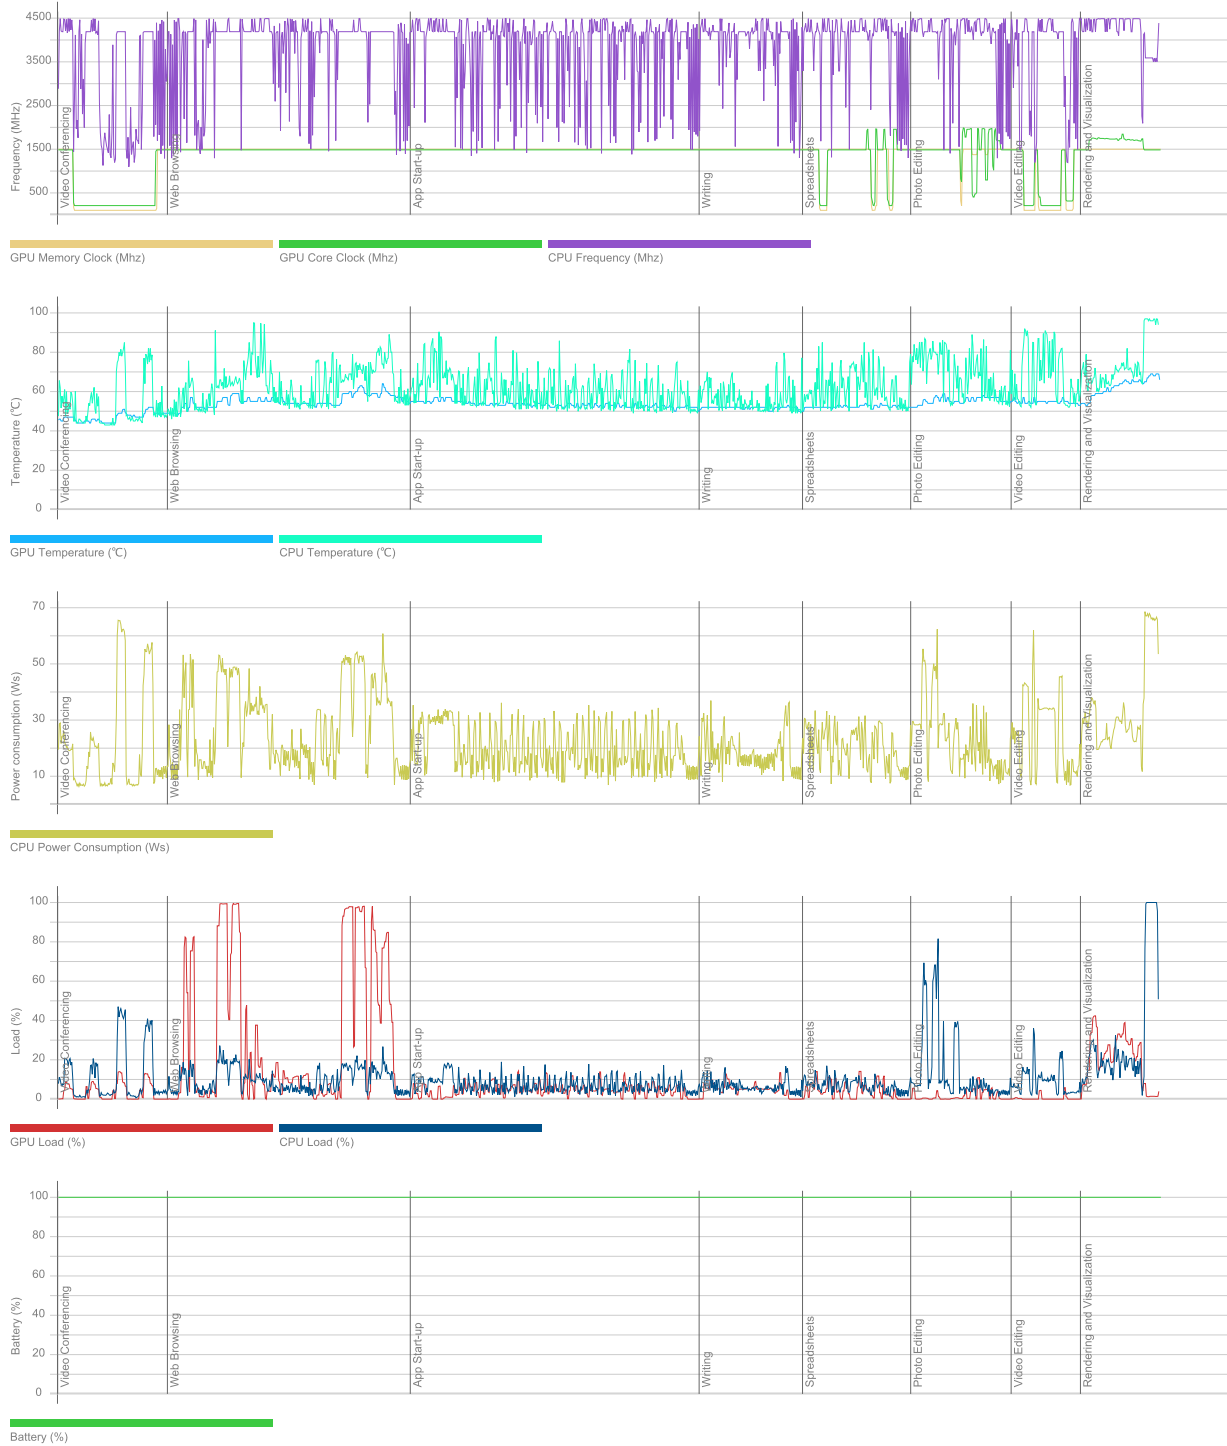 4500
3500
2500
1500
500
Frequency (MHz)
Video Conferencing
Web Browsing
App Start-up
Writing
Spreadsheets
Photo Editing
Video Editing
Rendering and Visualization
GPU Memory Clock (Mhz)
GPU Core Clock (Mhz)
CPU Frequency (Mhz)
100
80
60
40
20
0
Temperature (℃)
Video Conferencing
Web Browsing
App Start-up
Writing
Spreadsheets
Photo Editing
Video Editing
Rendering and Visualization
GPU Temperature (℃)
CPU Temperature (℃)
70
50
30
10
Power consumption (Ws)
Video Conferencing
Web Browsing
App Start-up
Writing
Spreadsheets
Photo Editing
Video Editing
Rendering and Visualization
CPU Power Consumption (Ws)
100
80
60
40
20
0
Load (%)
Video Conferencing
Web Browsing
App Start-up
Writing
Spreadsheets
Photo Editing
Video Editing
Rendering and Visualization
GPU Load (%)
CPU Load (%)
100
80
60
40
20
0
Battery (%)
Video Conferencing
Web Browsing
App Start-up
Writing
Spreadsheets
Photo Editing
Video Editing
Rendering and Visualization
Battery (%)